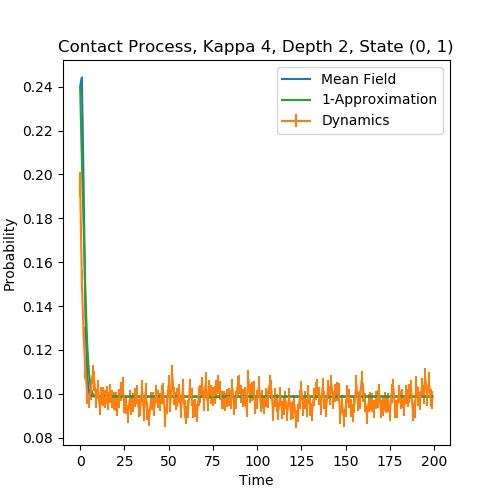 Contact Process, Kappa 4, Depth 2, State (0, 1)
Mean Field
1-Approximation
Dynamics
Probability
0.24
0.22
0.20
0.18
0.16
0.14
0.12
0.10
0.08
0 25 50 75 100 125 150 175 200
Time